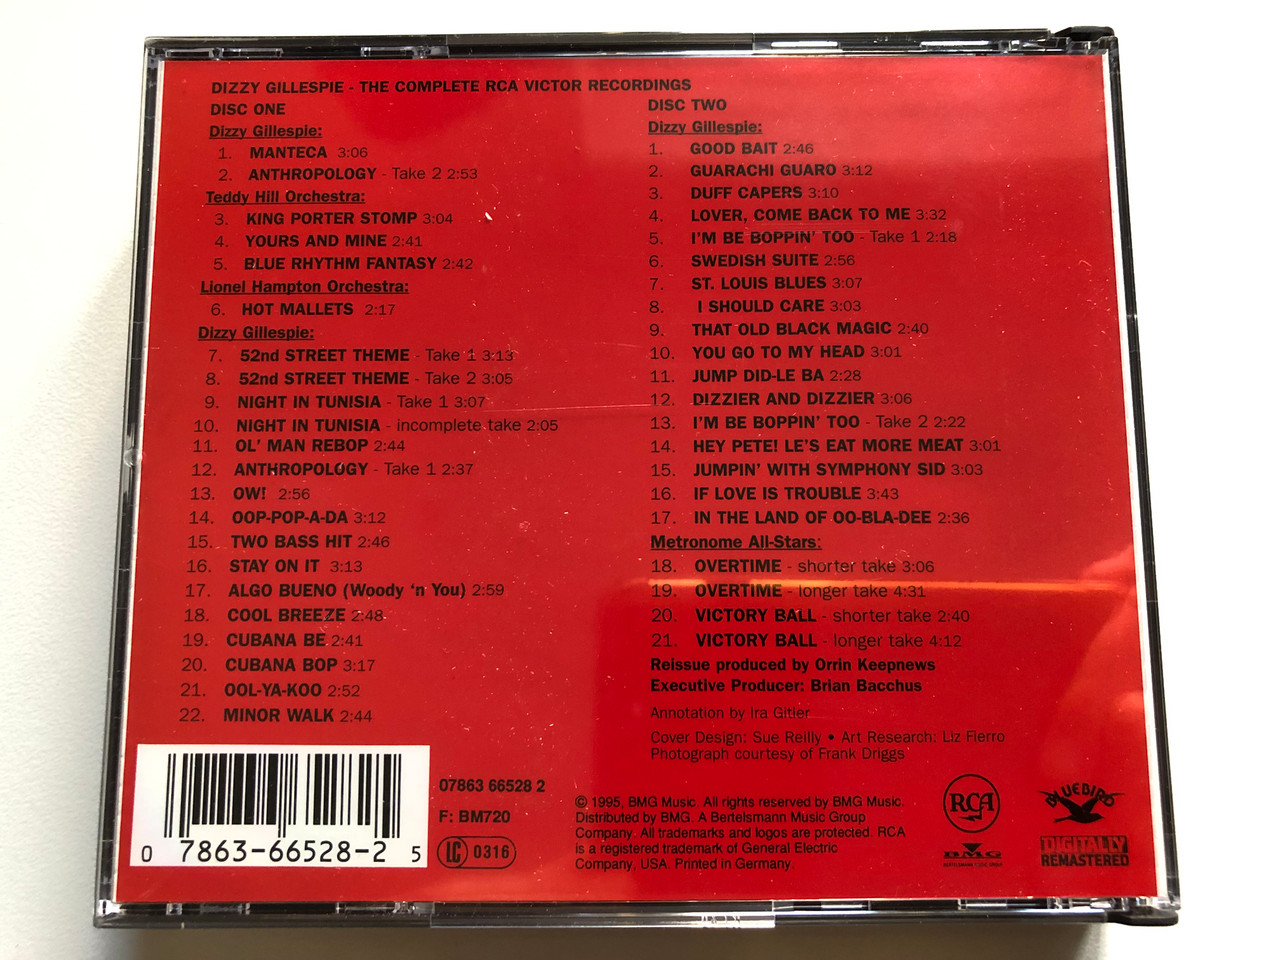 DIZZY GILLESPIE - THE COMPLETE RCA VICTOR RECORDINGS
DISC ONE
Dizzy Gillespie:
1. MANTECA 3:06
2. ANTHROPOLOGY - Take 2 2:53
Teddy Hill Orchestra:
3. KING PORTER STOMP 3:04
4. YOURS AND MINE 2:41
5. BLUE RHYTHM FANTASY 2:42
Lionel Hampton Orchestra:
6. HOT MALLETS 2:17
Dizzy Gillespie:
7. 52nd STREET THEME - Take 1 3:13
8. 52nd STREET THEME - Take 2 3:05
9. NIGHT IN TUNISIA - Take 1 3:07
10. NIGHT IN TUNISIA - incomplete take 2:05
11. OL' MAN REBOP 2:44
12. ANTHROPOLOGY - Take 1 2:37
13. OW! 2:56
14. OOP-POP-A-DA 3:12
15. TWO BASS HIT 2:46
16. STAY ON IT 3:13
17. ALGO BUENO (Woody 'n You) 2:59
18. COOL BREEZE 2:48
19. CUBANA BE 2:41
20. CUBANA BOP 3:17
21. OOL-YA-KOO 2:52
22. MINOR WALK 2:44
DISC TWO
Dizzy Gillespie:
1. GOOD BAIT 2:46
2. GUARACHI GUARO 3:12
3. DUFF CAPERS 3:10
4. LOVER, COME BACK TO ME 3:32
5. I'M BE BOPPIN' TOO - Take 1 2:18
6. SWEDISH SUITE 2:56
7. ST. LOUIS BLUES 3:07
8. I SHOULD CARE 3:03
9. THAT OLD BLACK MAGIC 2:40
10. YOU GO TO MY HEAD 3:01
11. JUMP DID-LE BA 2:28
12. DIZZIER AND DIZZIER 3:06
13. I'M BE BOPPIN' TOO - Take 2 2:22
14. HEY PETE! LE'S EAT MORE MEAT 3:01
15. JUMPIN' WITH SYMPHONY SID 3:03
16. IF LOVE IS TROUBLE 3:43
17. IN THE LAND OF OO-BLA-DEE 2:36
Metronome All-Stars:
18. OVERTIME - shorter take 3:06
19. OVERTIME - longer take 4:31
20. VICTORY BALL - shorter take 2:40
21. VICTORY BALL - longer take 4:12
Reissue produced by Orrin Keepnews
Executive Producer: Brian Bacchus
Annotation by Ira Gitler
Cover Design: Sue Reilly • Art Research: Liz Fierro
Photograph courtesy of Frank Driggs
0 7863-66528-2 5
07863 66528 2
F: BM720
LC 0316
© 1995, BMG Music. All rights reserved by BMG Music.
Distributed by BMG. A Bertelsmann Music Group
Company. All trademarks and logos are protected. RCA
is a registered trademark of General Electric
Company, USA. Printed in Germany.
RCA
BMG
BLUEBIRD
DIGITALLY
REMASTERED